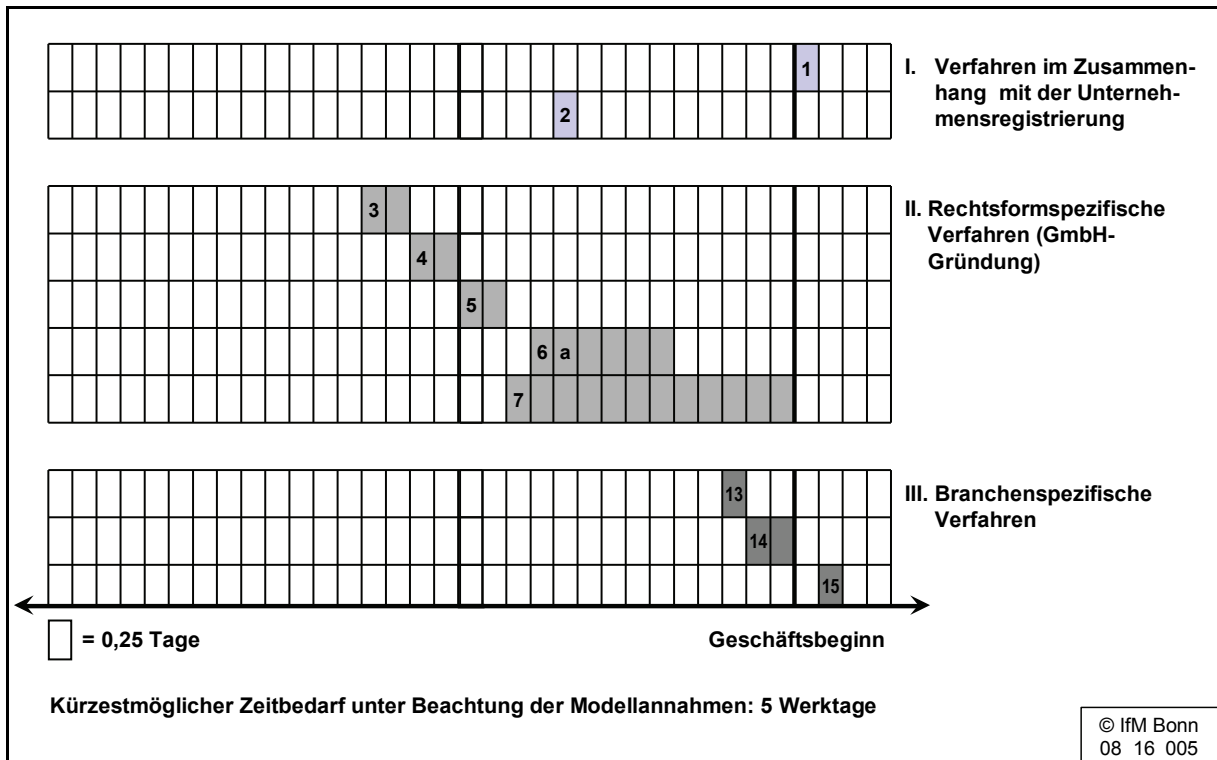 1
I. Verfahren im Zusammen-
hang mit der Unterneh-
mensregistrierung
2
3
II. Rechtsformspezifische
Verfahren (GmbH-
Gründung)
4
5
6 a
7
13
III. Branchenspezifische
Verfahren
14
15
= 0,25 Tage
Geschäftsbeginn
Kürzestmöglicher Zeitbedarf unter Beachtung der Modellannahmen: 5 Werktage
© IfM Bonn
08 16 005